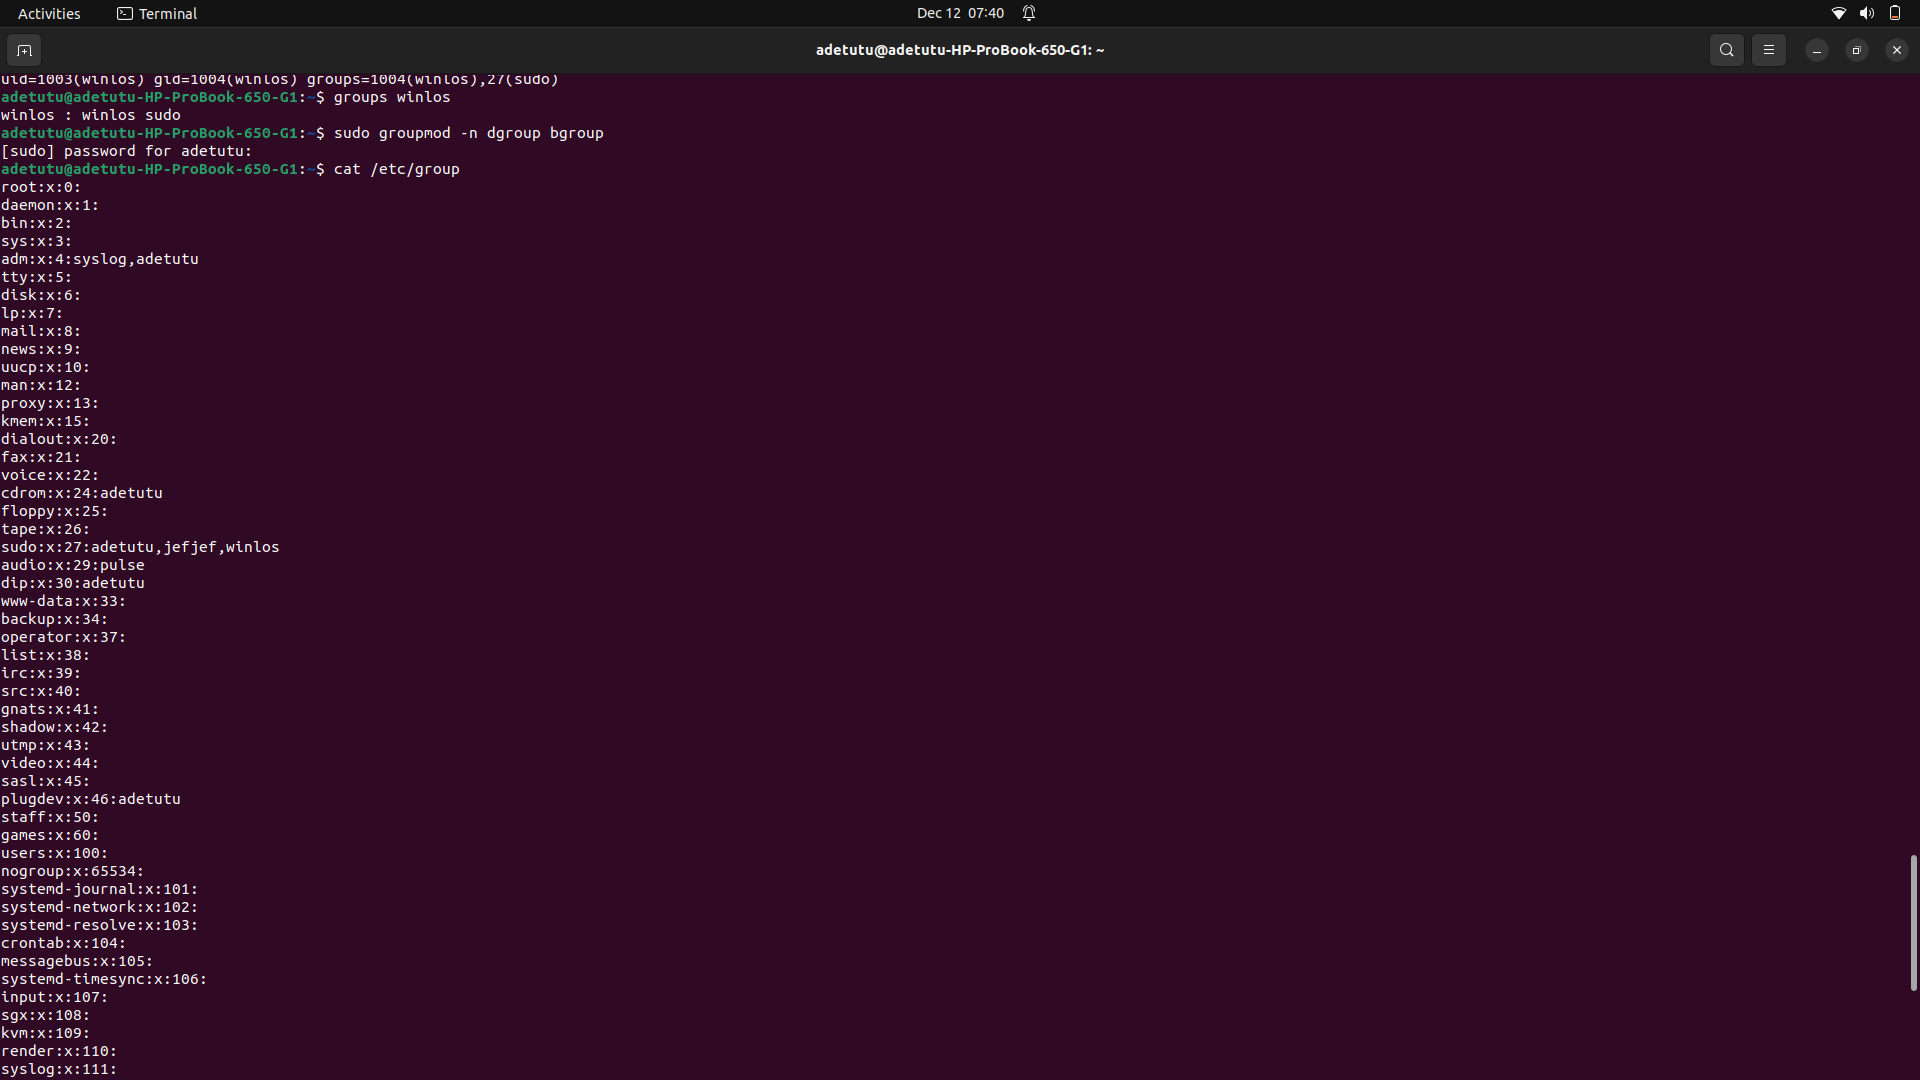 Activities
Terminal
Dec 12 07:40
adetutu@adetutu-HP-ProBook-650-G1: ~
uid=1003(winlos) gid=1004(winlos) groups=1004(winlos),27(sudo)
adetutu@adetutu-HP-ProBook-650-G1:~$ groups winlos
winlos : winlos sudo
adetutu@adetutu-HP-ProBook-650-G1:~$ sudo groupmod -n dgroup bgroup
[sudo] password for adetutu:
adetutu@adetutu-HP-ProBook-650-G1:~$ cat /etc/group
root:x:0:
daemon:x:1:
bin:x:2:
sys:x:3:
adm:x:4:syslog,adetutu
tty:x:5:
disk:x:6:
lp:x:7:
mail:x:8:
news:x:9:
uucp:x:10:
man:x:12:
proxy:x:13:
kmem:x:15:
dialout:x:20:
fax:x:21:
voice:x:22:
cdrom:x:24:adetutu
floppy:x:25:
tape:x:26:
sudo:x:27:adetutu,jefjef,winlos
audio:x:29:pulse
dip:x:30:adetutu
www-data:x:33:
backup:x:34:
operator:x:37:
list:x:38:
irc:x:39:
src:x:40:
gnats:x:41:
shadow:x:42:
utmp:x:43:
video:x:44:
sasl:x:45:
plugdev:x:46:adetutu
staff:x:50:
games:x:60:
users:x:100:
nogroup:x:65534:
systemd-journal:x:101:
systemd-network:x:102:
systemd-resolve:x:103:
crontab:x:104:
messagebus:x:105:
systemd-timesync:x:106:
input:x:107:
sgx:x:108:
kvm:x:109:
render:x:110:
syslog:x:111: